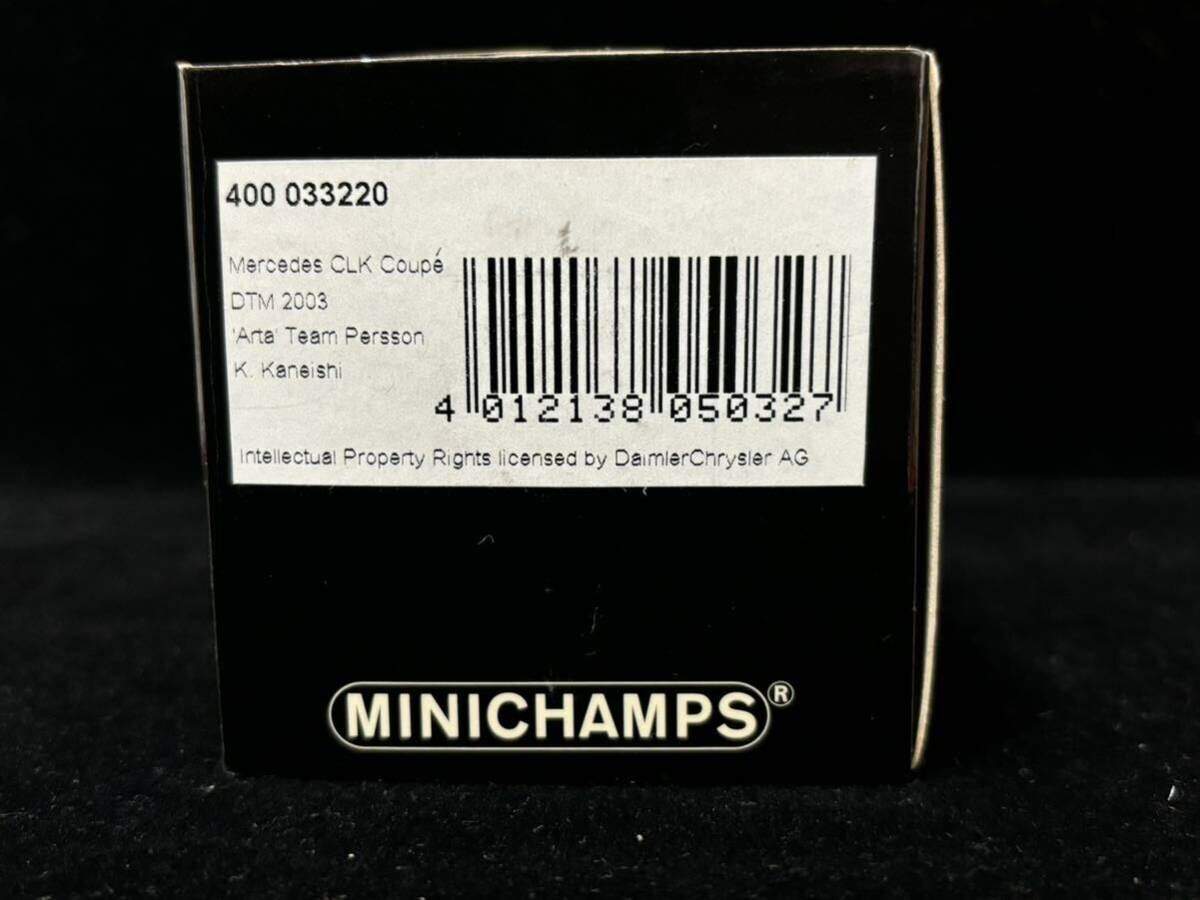 400 033220
Mercedes CLK Coupé
DTM 2003
'Arta' Team Persson
K. Kaneishi
4 012138 050327
Intellectual Property Rights licensed by DaimlerChrysler AG
MINICHAMPS®